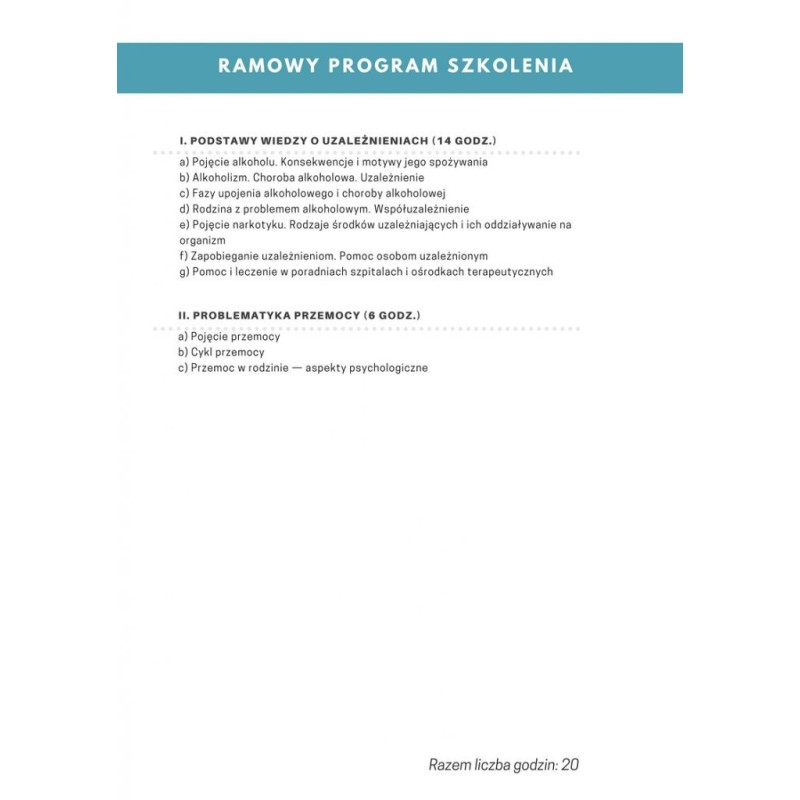 RAMOWY PROGRAM SZKOLENIA
I. PODSTAWY WIEDZY O UZALEŻNIENIACH (14 GODZ.)
a) Pojęcie alkoholu. Konsekwencje i motywy jego spożywania
b) Alkoholizm. Choroba alkoholowa. Uzależnienie
c) Fazy upojenia alkoholowego i choroby alkoholowej
d) Rodzina z problemem alkoholowym. Współuzależnienie
e) Pojęcie narkotyku. Rodzaje środków uzależniających i ich oddziaływanie na
organizm
f) Zapobieganie uzależnieniom. Pomoc osobom uzależnionym
g) Pomoc i leczenie w poradniach szpitalach i ośrodkach terapeutycznych
II. PROBLEMATYKA PRZEMOCY (6 GODZ.)
a) Pojęcie przemocy
b) Cykl przemocy
c) Przemoc w rodzinie — aspekty psychologiczne
Razem liczba godzin: 20